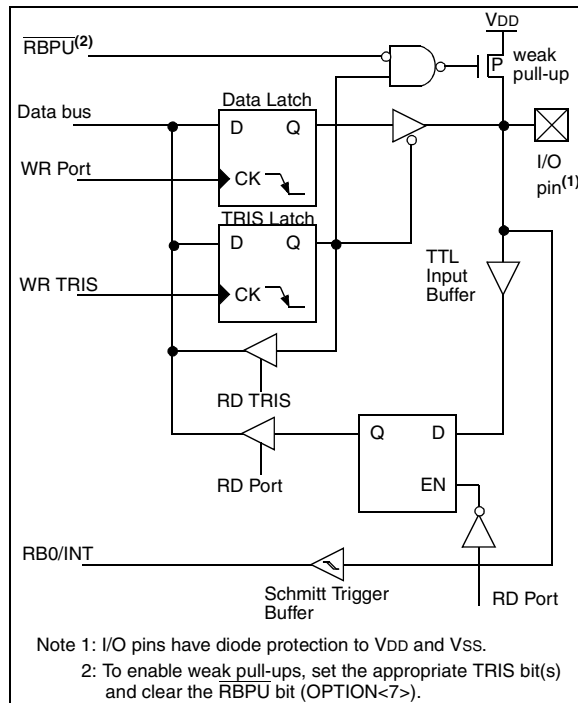 VDD
RBPU(2)
P
weak
pull-up
Data bus
Data Latch
D
Q
I/O
pin(1)
WR Port
CK
TRIS Latch
D
Q
TTL
Input
Buffer
WR TRIS
CK
RD TRIS
Q
D
RD Port
EN
RB0/INT
Schmitt Trigger
Buffer
RD Port
Note 1: I/O pins have diode protection to VDD and VSS.
2: To enable weak pull-ups, set the appropriate TRIS bit(s)
and clear the RBPU bit (OPTION<7>).